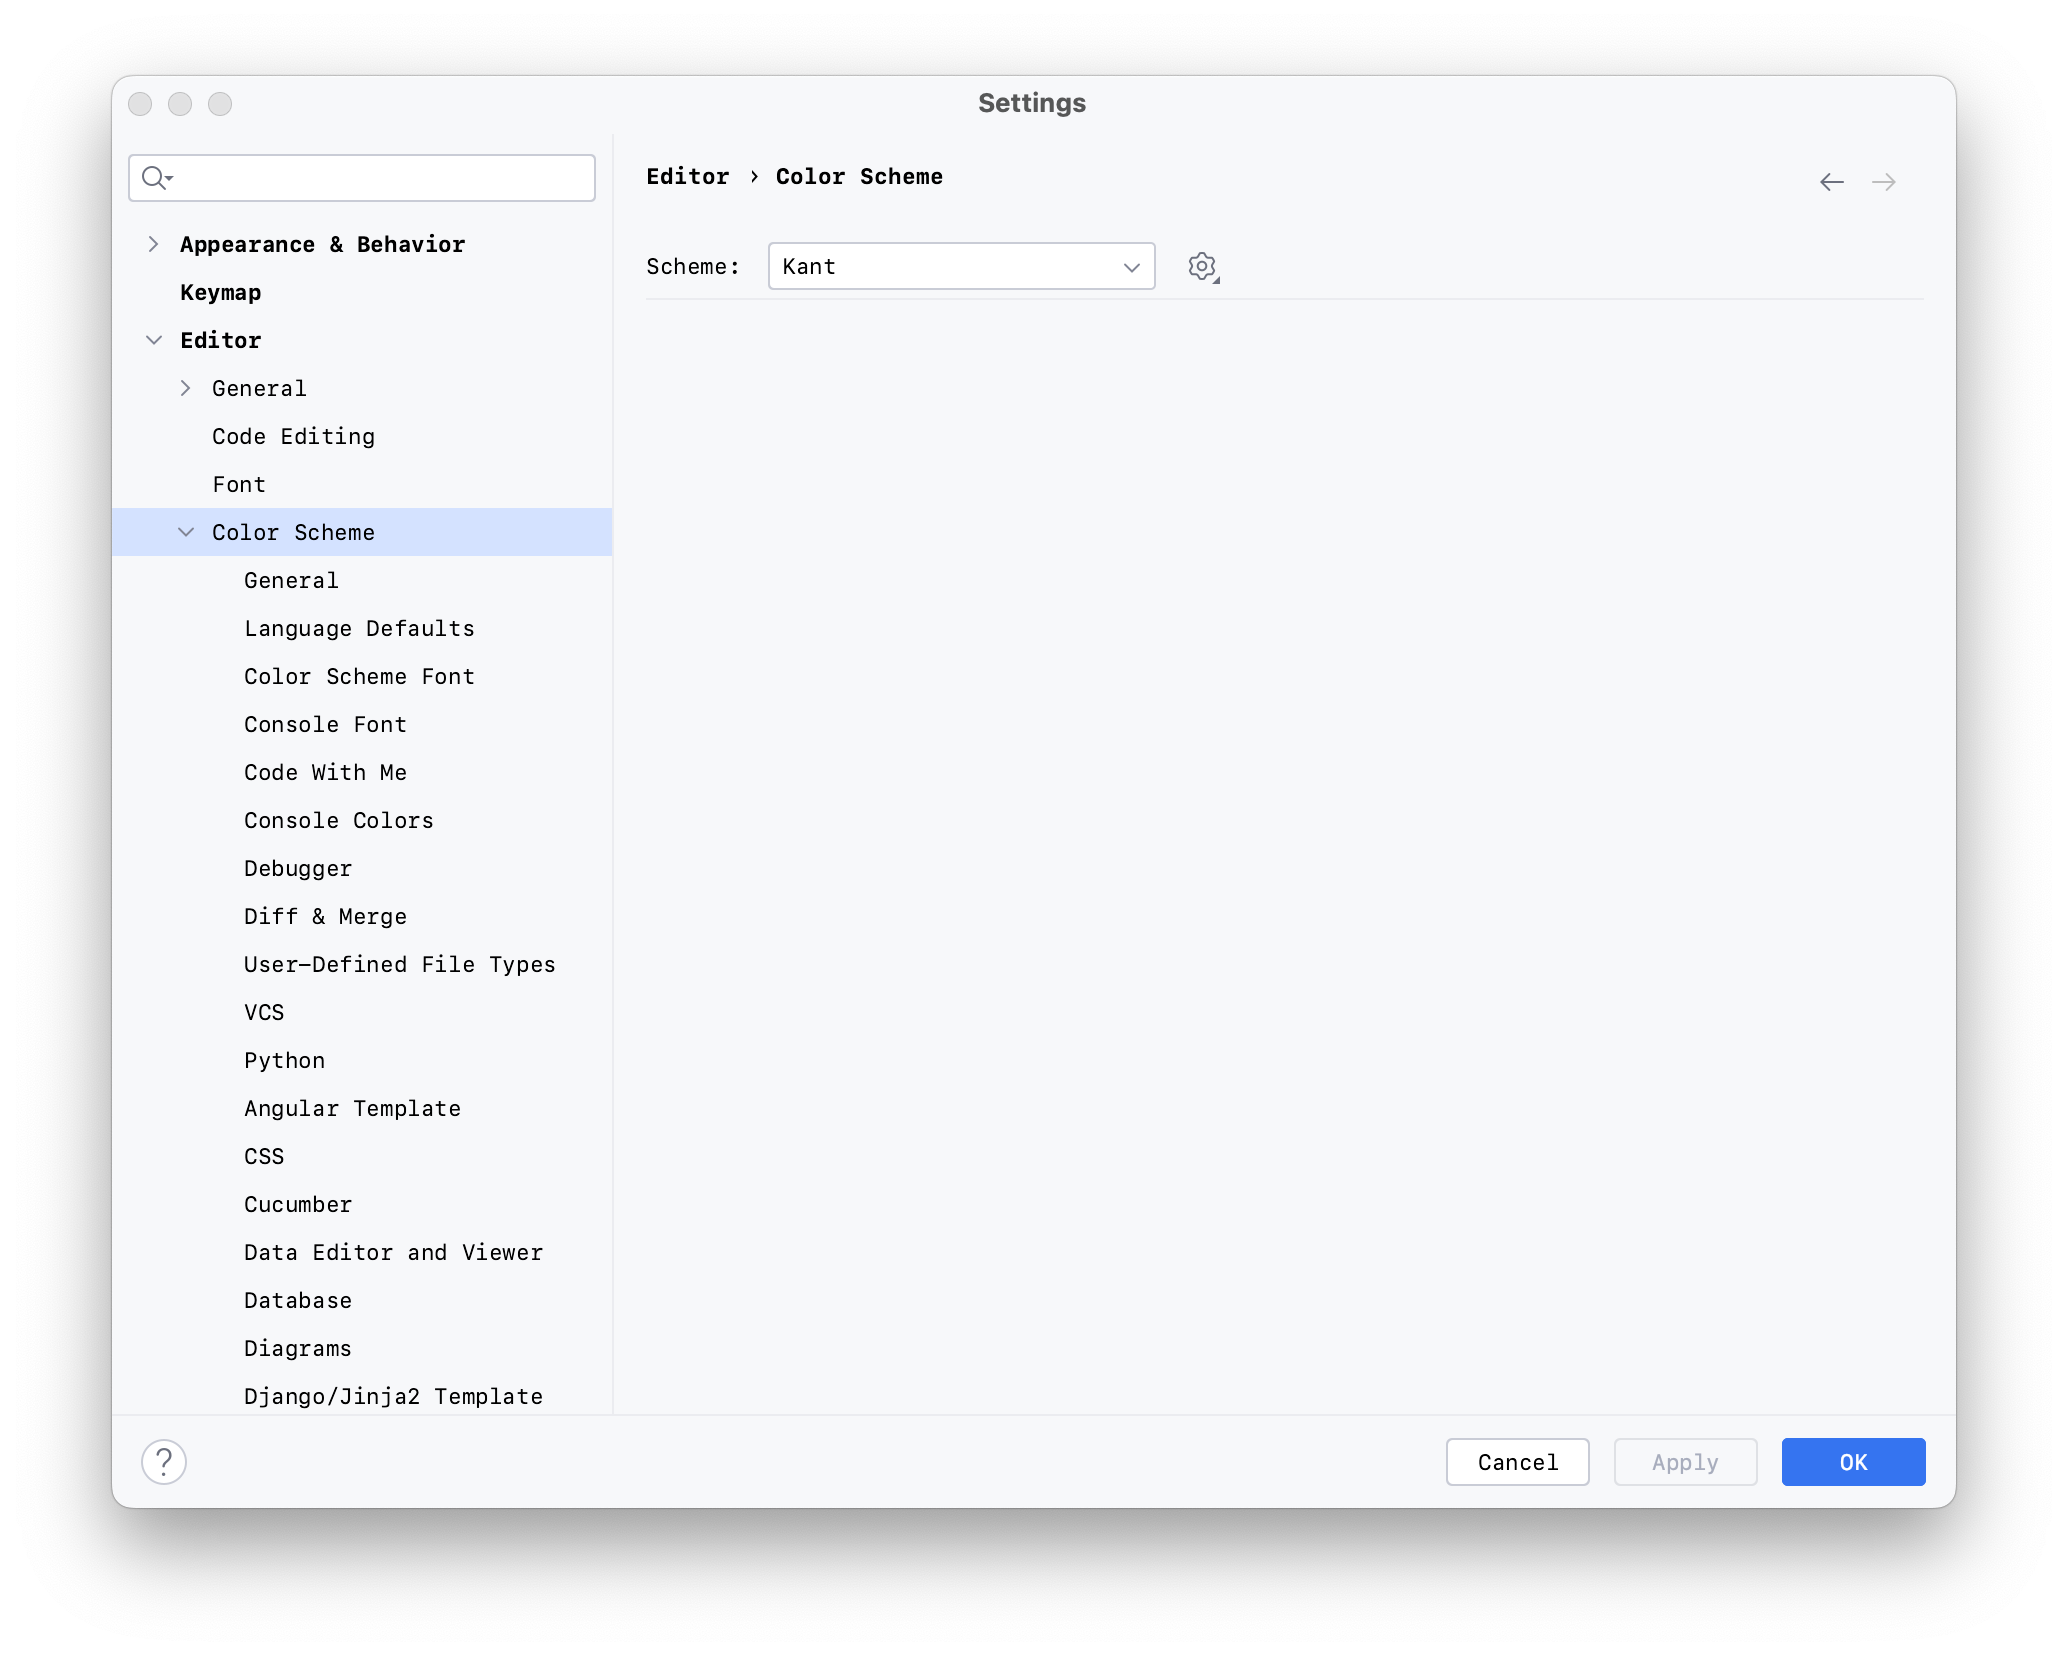 Settings
Appearance & Behavior
Keymap
Editor
General
Code Editing
Font
Color Scheme
General
Language Defaults
Color Scheme Font
Console Font
Code With Me
Console Colors
Debugger
Diff & Merge
User-Defined File Types
VCS
Python
Angular Template
CSS
Cucumber
Data Editor and Viewer
Database
Diagrams
Django/Jinja2 Template
Editor › Color Scheme
Scheme: Kant
?
Cancel
Apply
OK